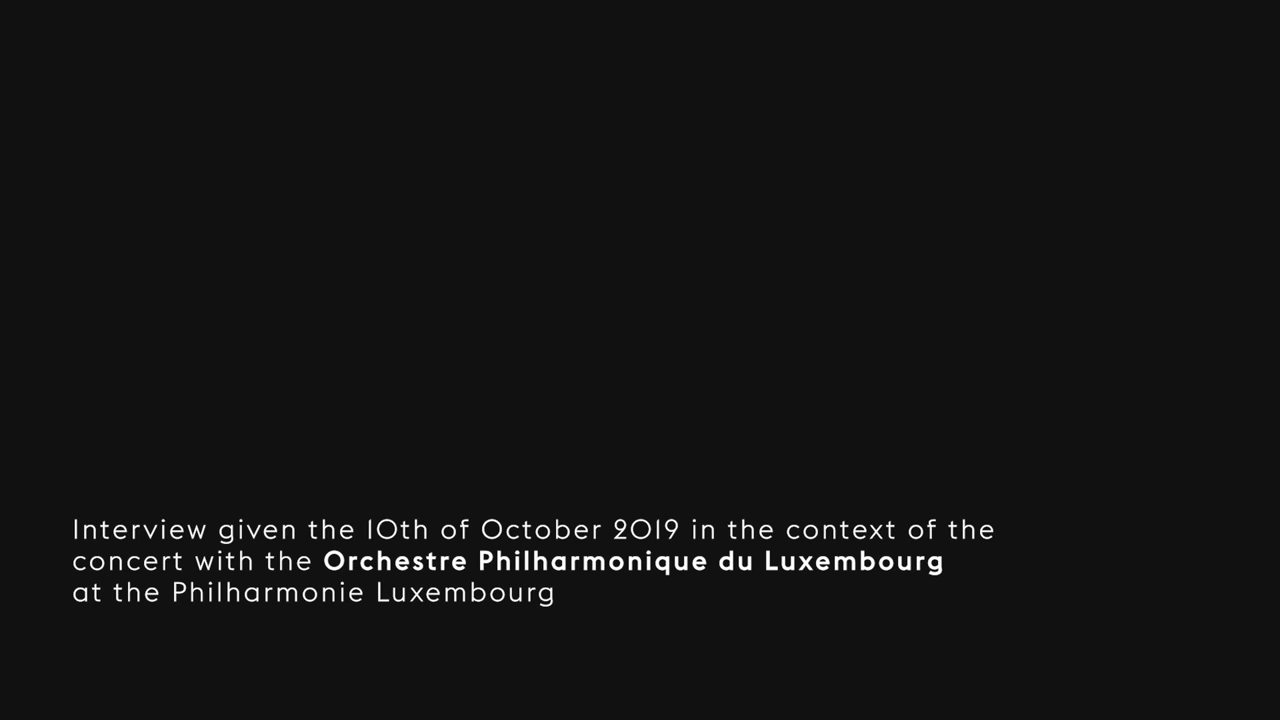 Interview given the 10th of October 2019 in the context of the
concert with the Orchestre Philharmonique du Luxembourg
at the Philharmonie Luxembourg